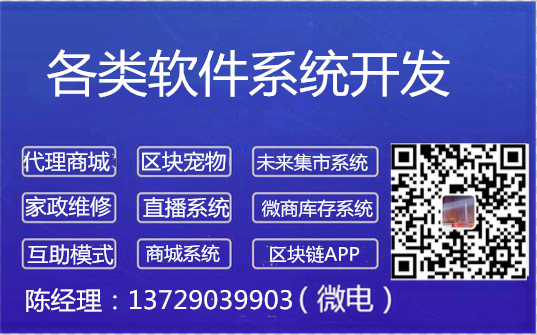 各类软件系统开发
代理商城 区块宠物 未来集市系统
家政维修 直播系统 微商库存系统
互助模式 商城系统 区块链APP
陈经理：13729039903（微电）